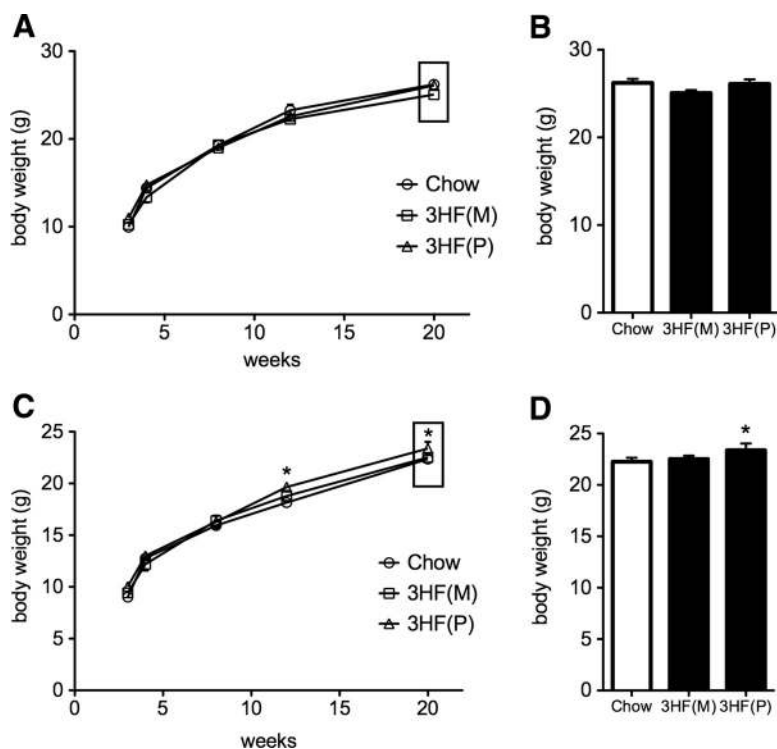 A
30
20
10
0
body weight (g)
Chow
3HF(M)
3HF(P)
0 5 10 15 20
weeks
B
30
20
10
0
body weight (g)
Chow 3HF(M) 3HF(P)
C
25
20
15
10
5
0
body weight (g)
*
*
Chow
3HF(M)
3HF(P)
0 5 10 15 20
weeks
D
25
20
15
10
5
0
body weight (g)
*
Chow 3HF(M) 3HF(P)